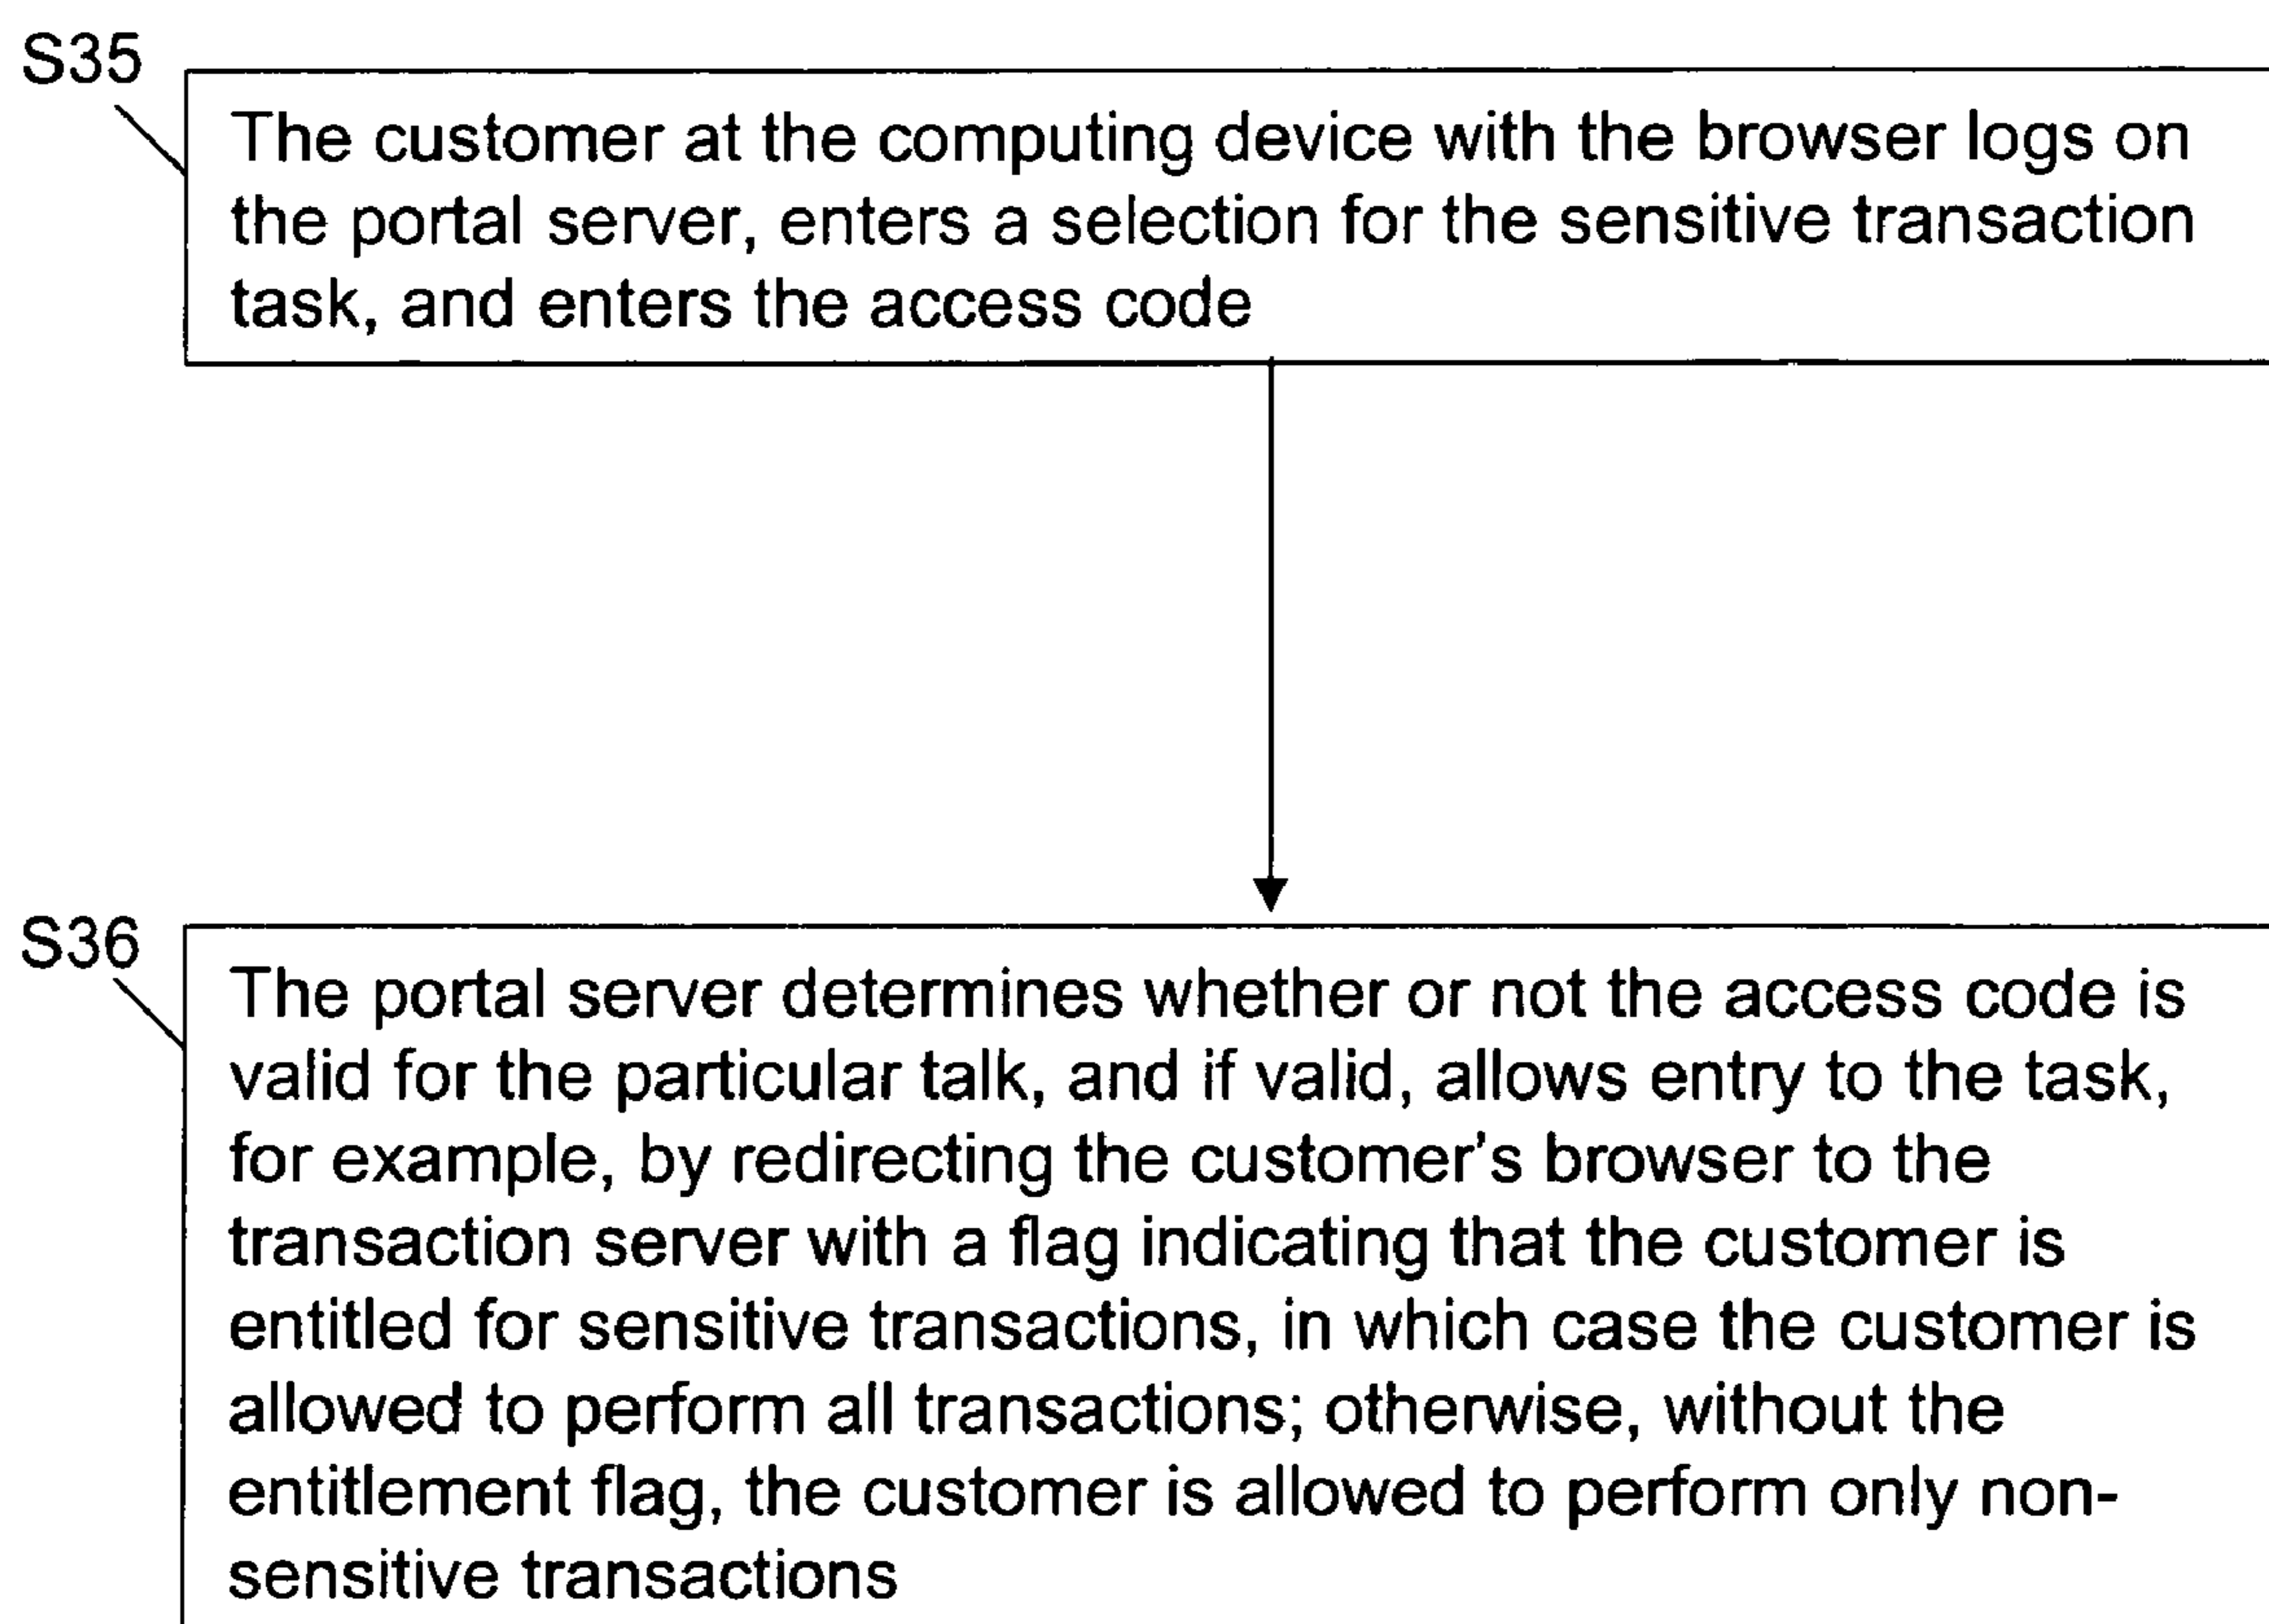 S35
The customer at the computing device with the browser logs on
the portal server, enters a selection for the sensitive transaction
task, and enters the access code
S36
The portal server determines whether or not the access code is
valid for the particular talk, and if valid, allows entry to the task,
for example, by redirecting the customer's browser to the
transaction server with a flag indicating that the customer is
entitled for sensitive transactions, in which case the customer is
allowed to perform all transactions; otherwise, without the
entitlement flag, the customer is allowed to perform only non-
sensitive transactions